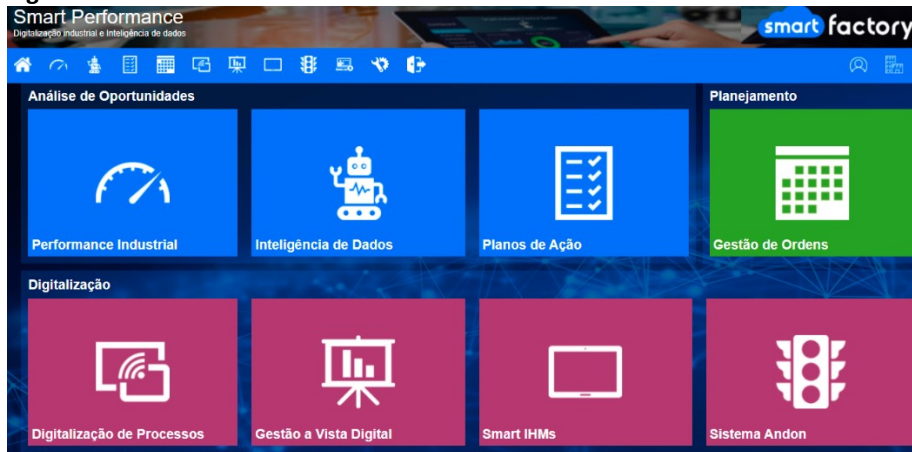 Smart Performance
Digitalização industrial e Inteligência de dados
smart factory
Análise de Oportunidades
Planejamento
Performance Industrial
Inteligência de Dados
Planos de Ação
Gestão de Ordens
Digitalização
Digitalização de Processos
Gestão a Vista Digital
Smart IHMs
Sistema Andon